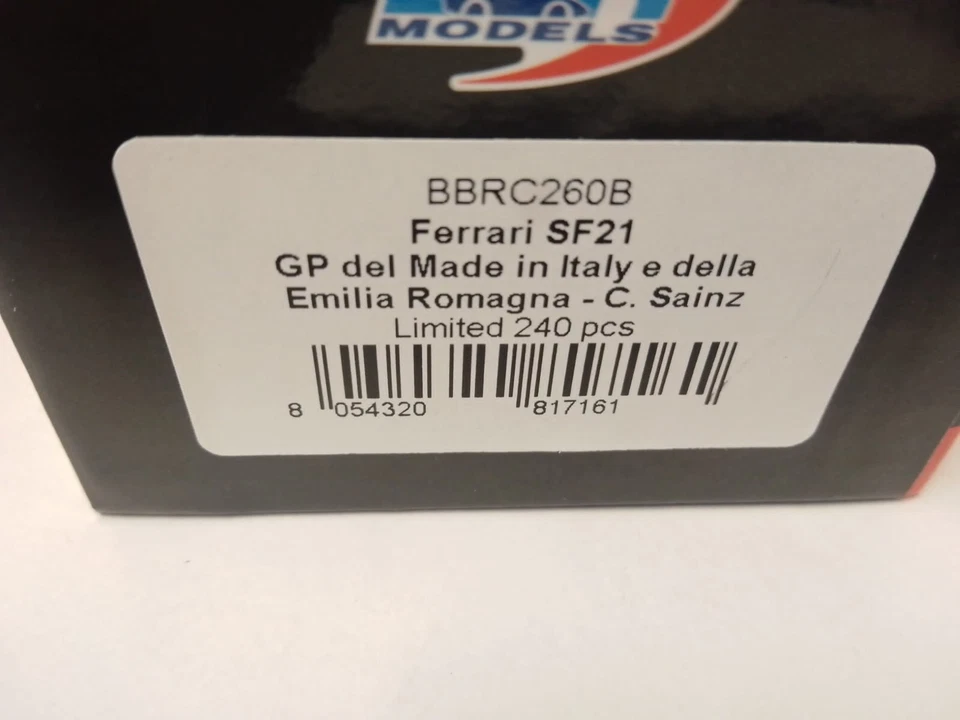 MODELS
BBRC260B
Ferrari SF21
GP del Made in Italy e della
Emilia Romagna - C. Sainz
Limited 240 pcs
8 054320 817161